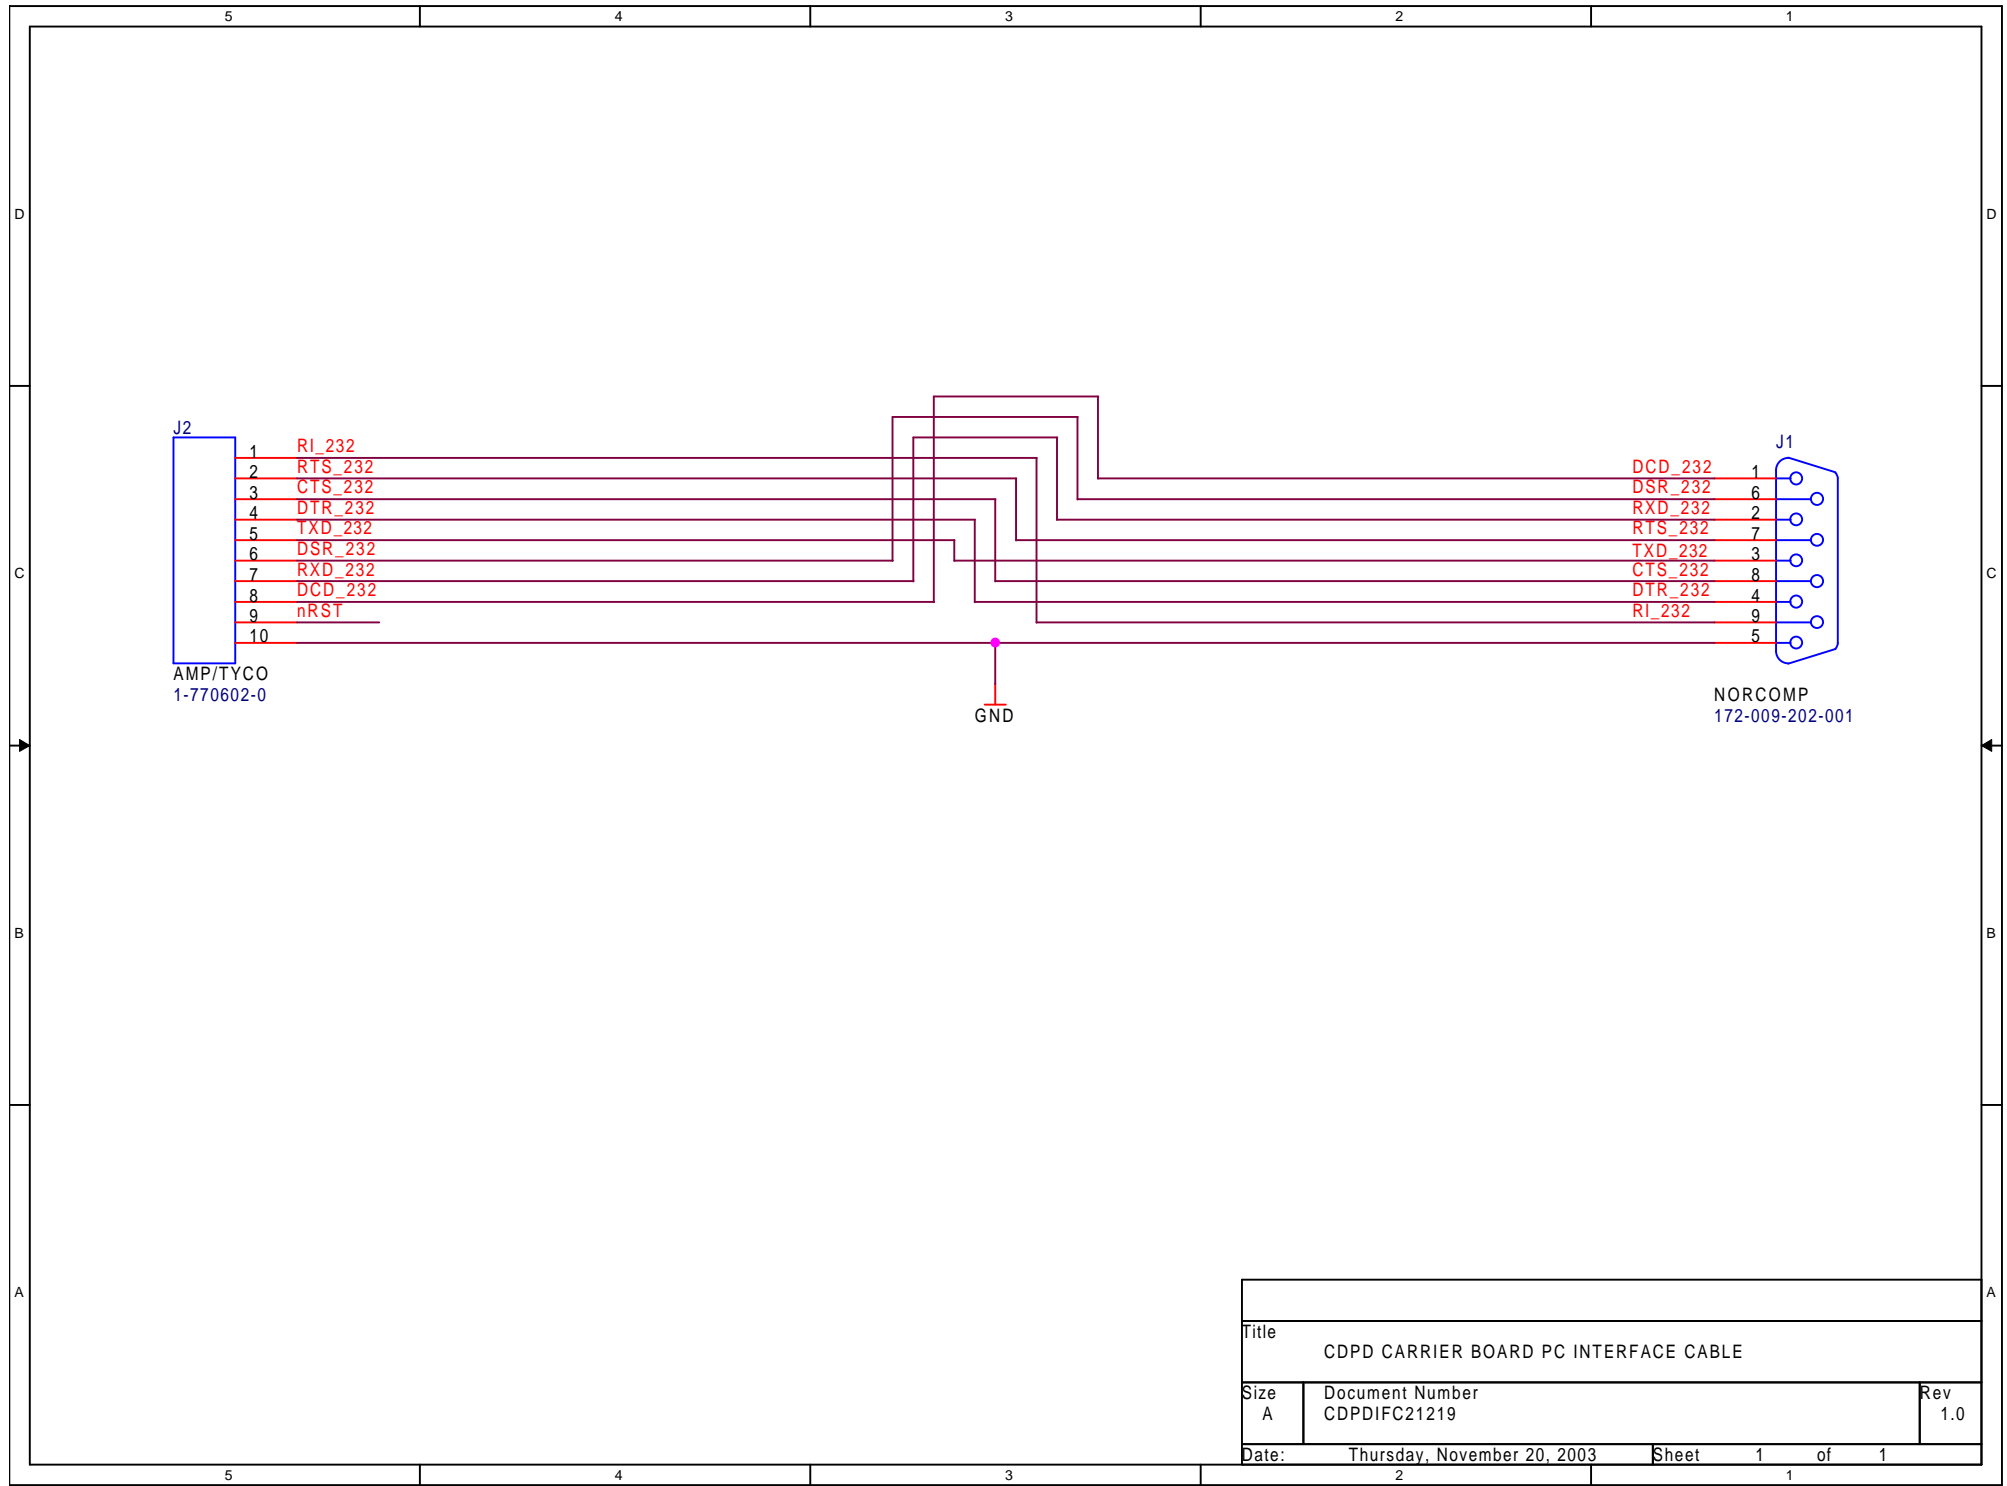 5 4 3 2 1
D D
J2
1 RI_232
2 RTS_232
3 CTS_232
4 DTR_232
5 TXD_232
6 DSR_232
7 RXD_232
8 DCD_232
9 nRST
10
AMP/TYCO
1-770602-0
J1
DCD_232 1
DSR_232 6
RXD_232 2
RTS_232 7
TXD_232 3
CTS_232 8
DTR_232 4
RI_232 9
5
NORCOMP
172-009-202-001
GND
C C
B B
A A
Title
CDPD CARRIER BOARD PC INTERFACE CABLE
Size Document Number Rev
A CDPDIFC21219 1.0
Date: Thursday, November 20, 2003 Sheet 1 of 1
5 4 3 2 1